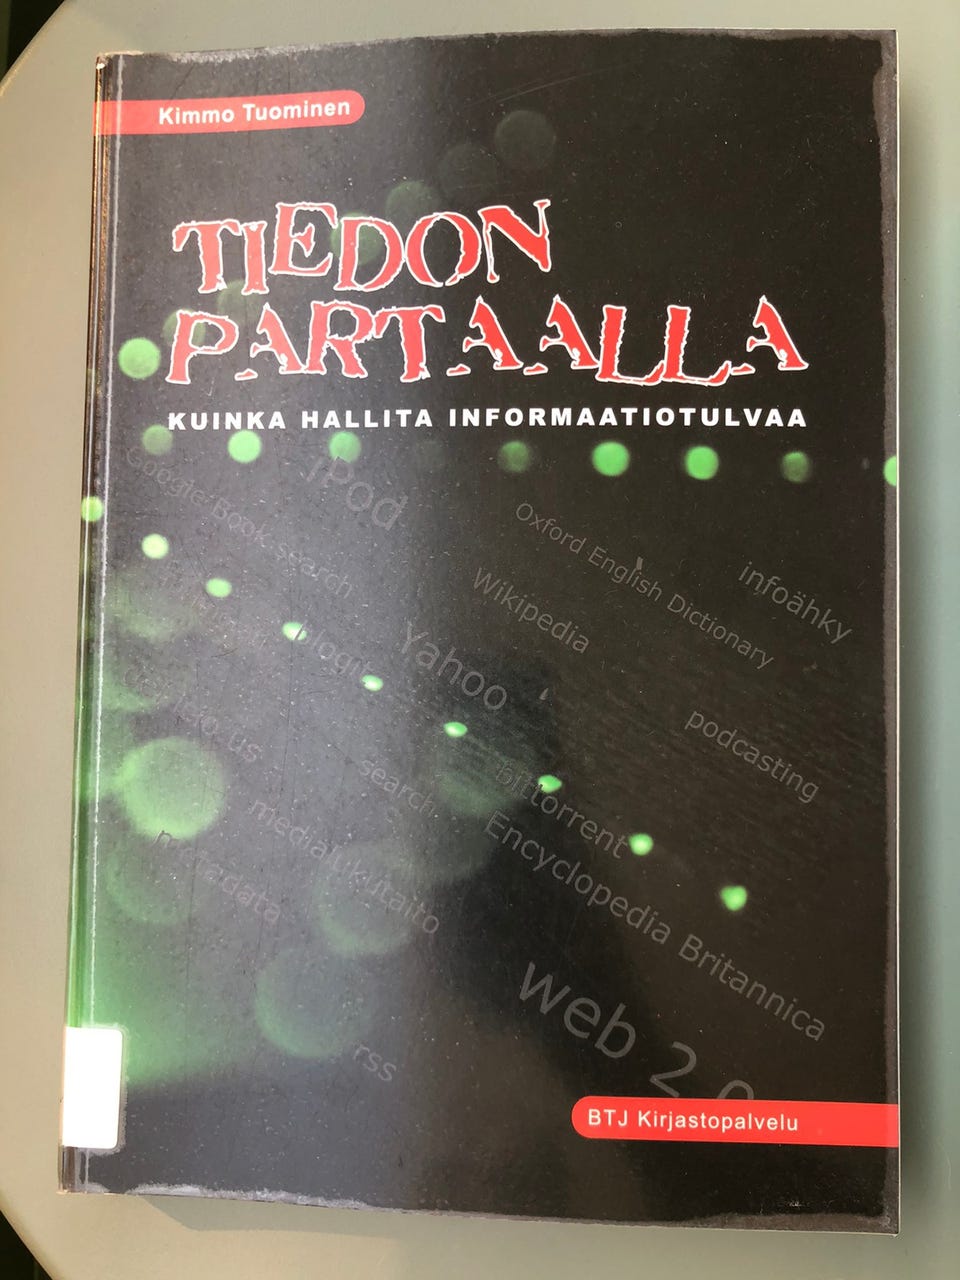 Kimmo Tuominen
TIEDON
PARTAALLA
KUINKA HALLITA INFORMAATIOTULVAA
iPod
Google Book search
Oxford English Dictionary
infoähky
Wikipedia
Yahoo
blogit
podcasting
search
bittorrent
medialukutaito
metadata
Encyclopedia Britannica
web 2.0
rss
BTJ Kirjastopalvelu